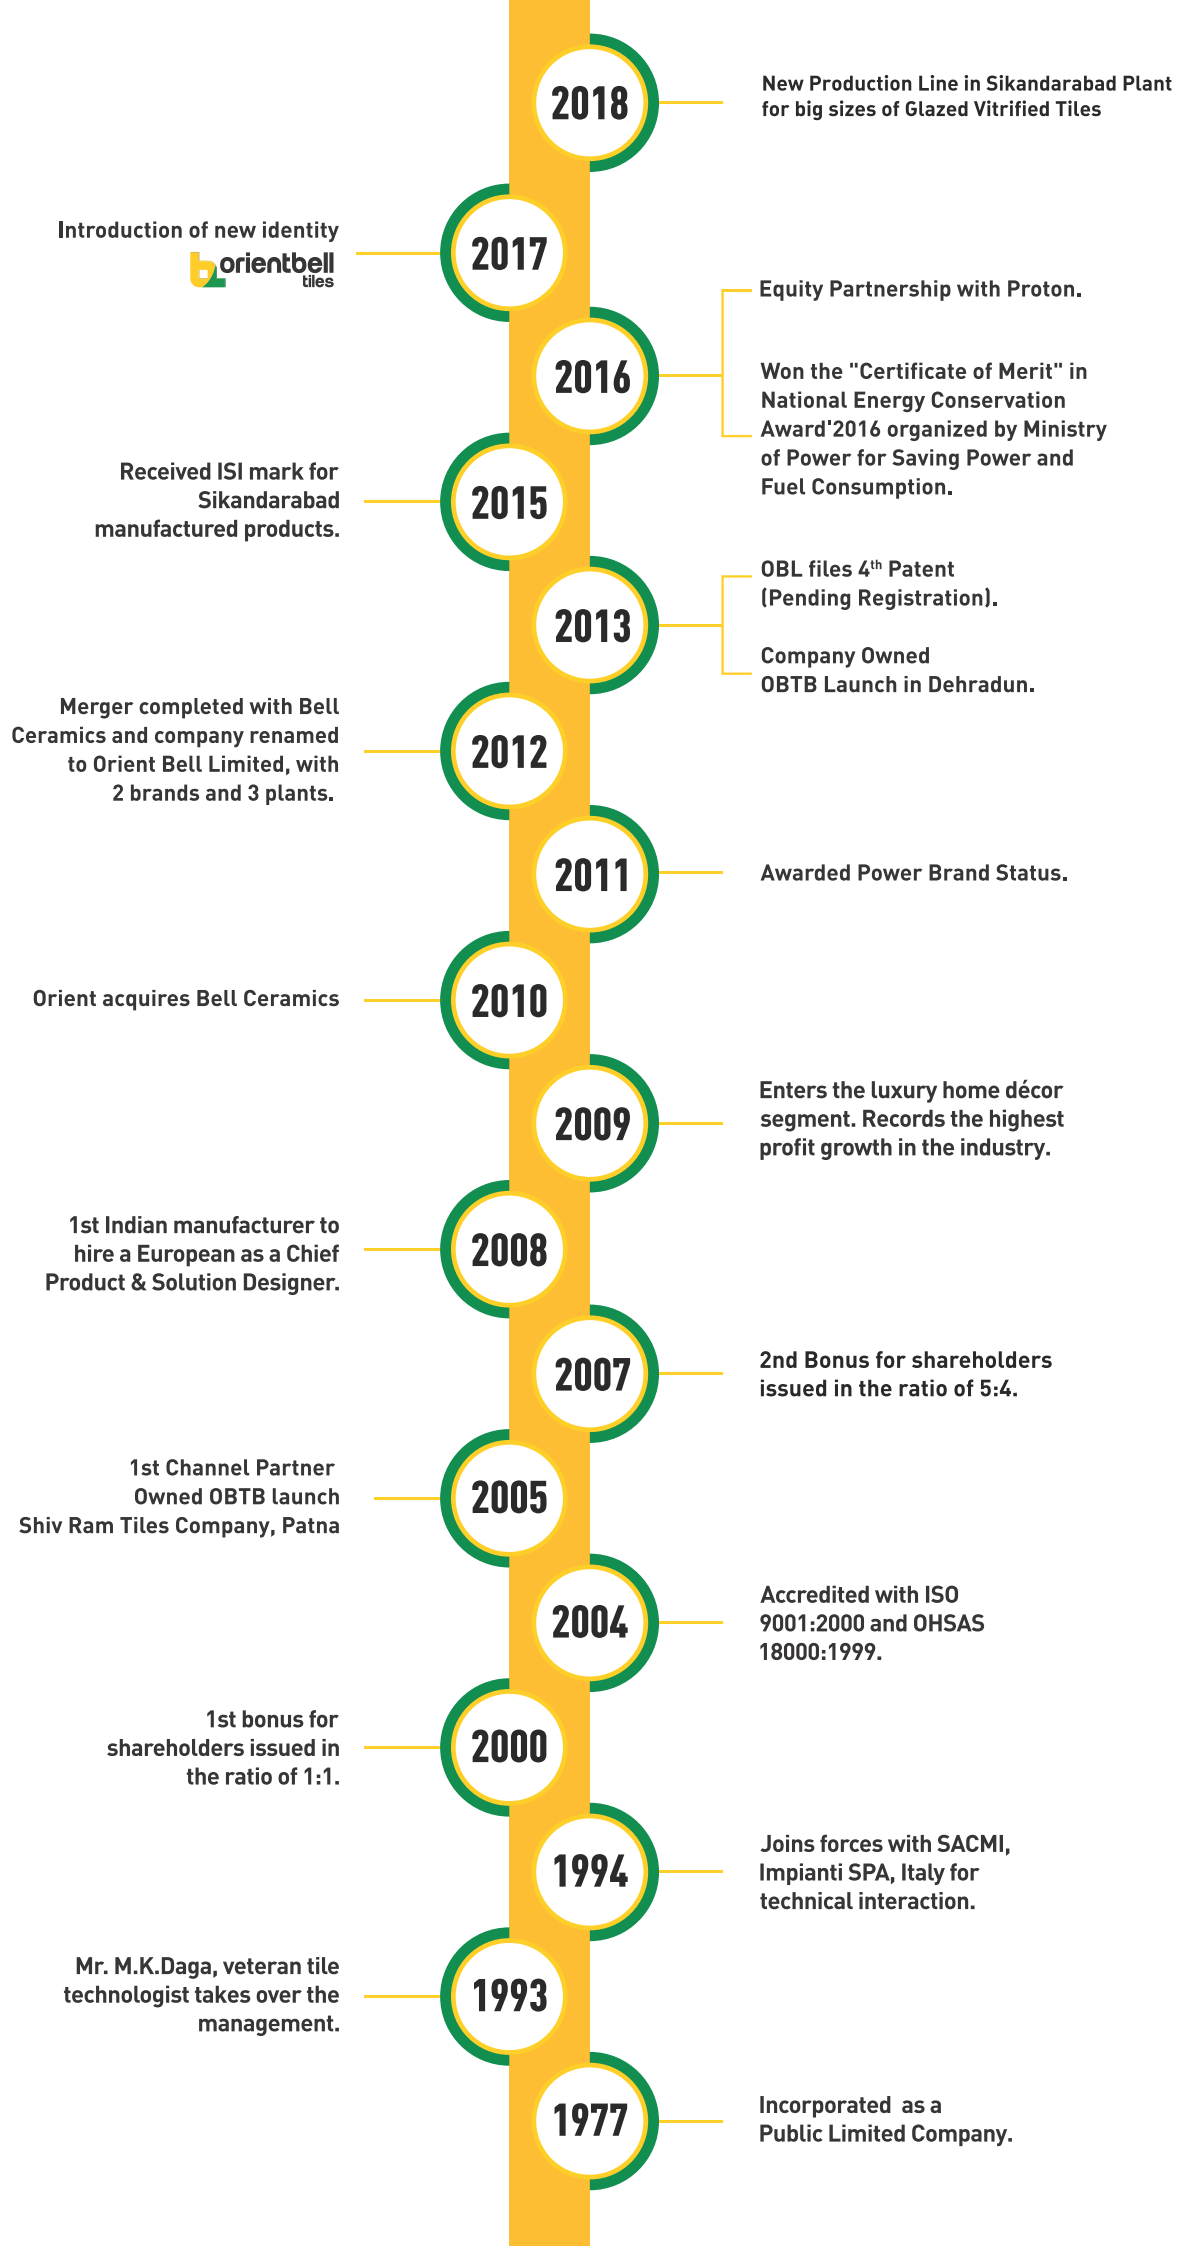 2018
New Production Line in Sikandarabad Plant
for big sizes of Glazed Vitrified Tiles
Introduction of new identity
orientbell
tiles
2017
Equity Partnership with Proton.
2016
Won the "Certificate of Merit" in
National Energy Conservation
Award'2016 organized by Ministry
of Power for Saving Power and
Fuel Consumption.
Received ISI mark for
Sikandarabad
manufactured products.
2015
OBL files 4th Patent
(Pending Registration).
2013
Company Owned
OBTB Launch in Dehradun.
Merger completed with Bell
Ceramics and company renamed
to Orient Bell Limited, with
2 brands and 3 plants.
2012
2011
Awarded Power Brand Status.
Orient acquires Bell Ceramics
2010
2009
Enters the luxury home décor
segment. Records the highest
profit growth in the industry.
1st Indian manufacturer to
hire a European as a Chief
Product & Solution Designer.
2008
2007
2nd Bonus for shareholders
issued in the ratio of 5:4.
1st Channel Partner
Owned OBTB launch
Shiv Ram Tiles Company, Patna
2005
2004
Accredited with ISO
9001:2000 and OHSAS
18000:1999.
1st bonus for
shareholders issued in
the ratio of 1:1.
2000
1994
Joins forces with SACMI,
Impianti SPA, Italy for
technical interaction.
Mr. M.K.Daga, veteran tile
technologist takes over the
management.
1993
1977
Incorporated as a
Public Limited Company.